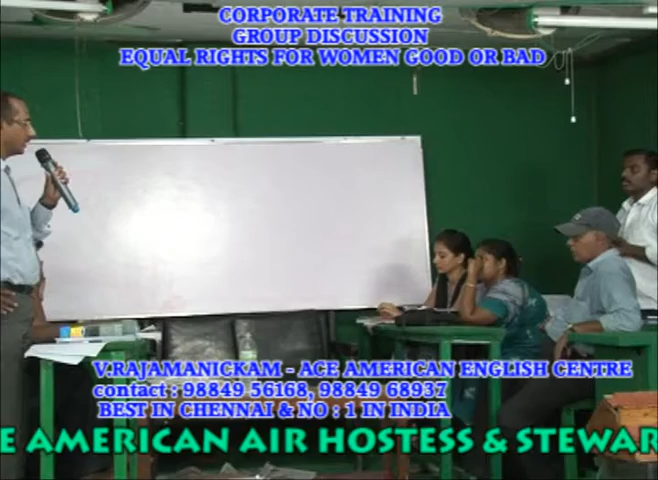 CORPORATE TRAINING
GROUP DISCUSSION
EQUAL RIGHTS FOR WOMEN GOOD OR BAD
V.RAJAMANICKAM - ACE AMERICAN ENGLISH CENTRE
contact : 98849 56168, 98849 68937
BEST IN CHENNAI & NO : 1 IN INDIA
E AMERICAN AIR HOSTESS & STEWAR